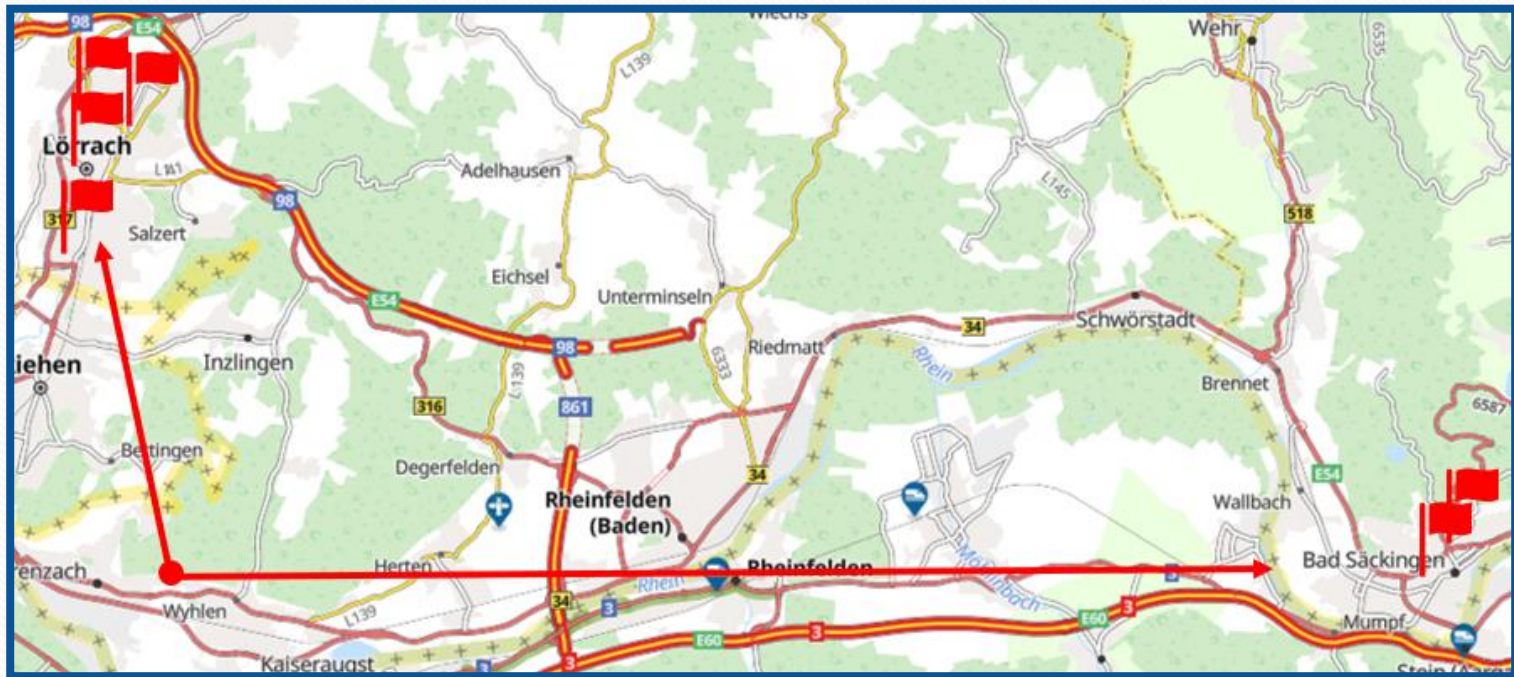 98
E54
Wiechs
Wehr
6535
L139
Lörrach
L141
Adelhausen
L145
98
317
518
Salzert
Eichsel
E54
Unterminseln
34
Schwörstadt
98
Riedmatt
Rhein
Inzlingen
6333
L139
Brennet
316
861
6587
Bettingen
Degerfelden
34
E54
Rheinfelden
(Baden)
Wallbach
Herten
Rheinfelden
Rhein
Möhlinbach
3
Bad Säckingen
Wyhlen
L139
34
3
E60
3
Mumpf
E60
3
Kaiseraugst
3
3